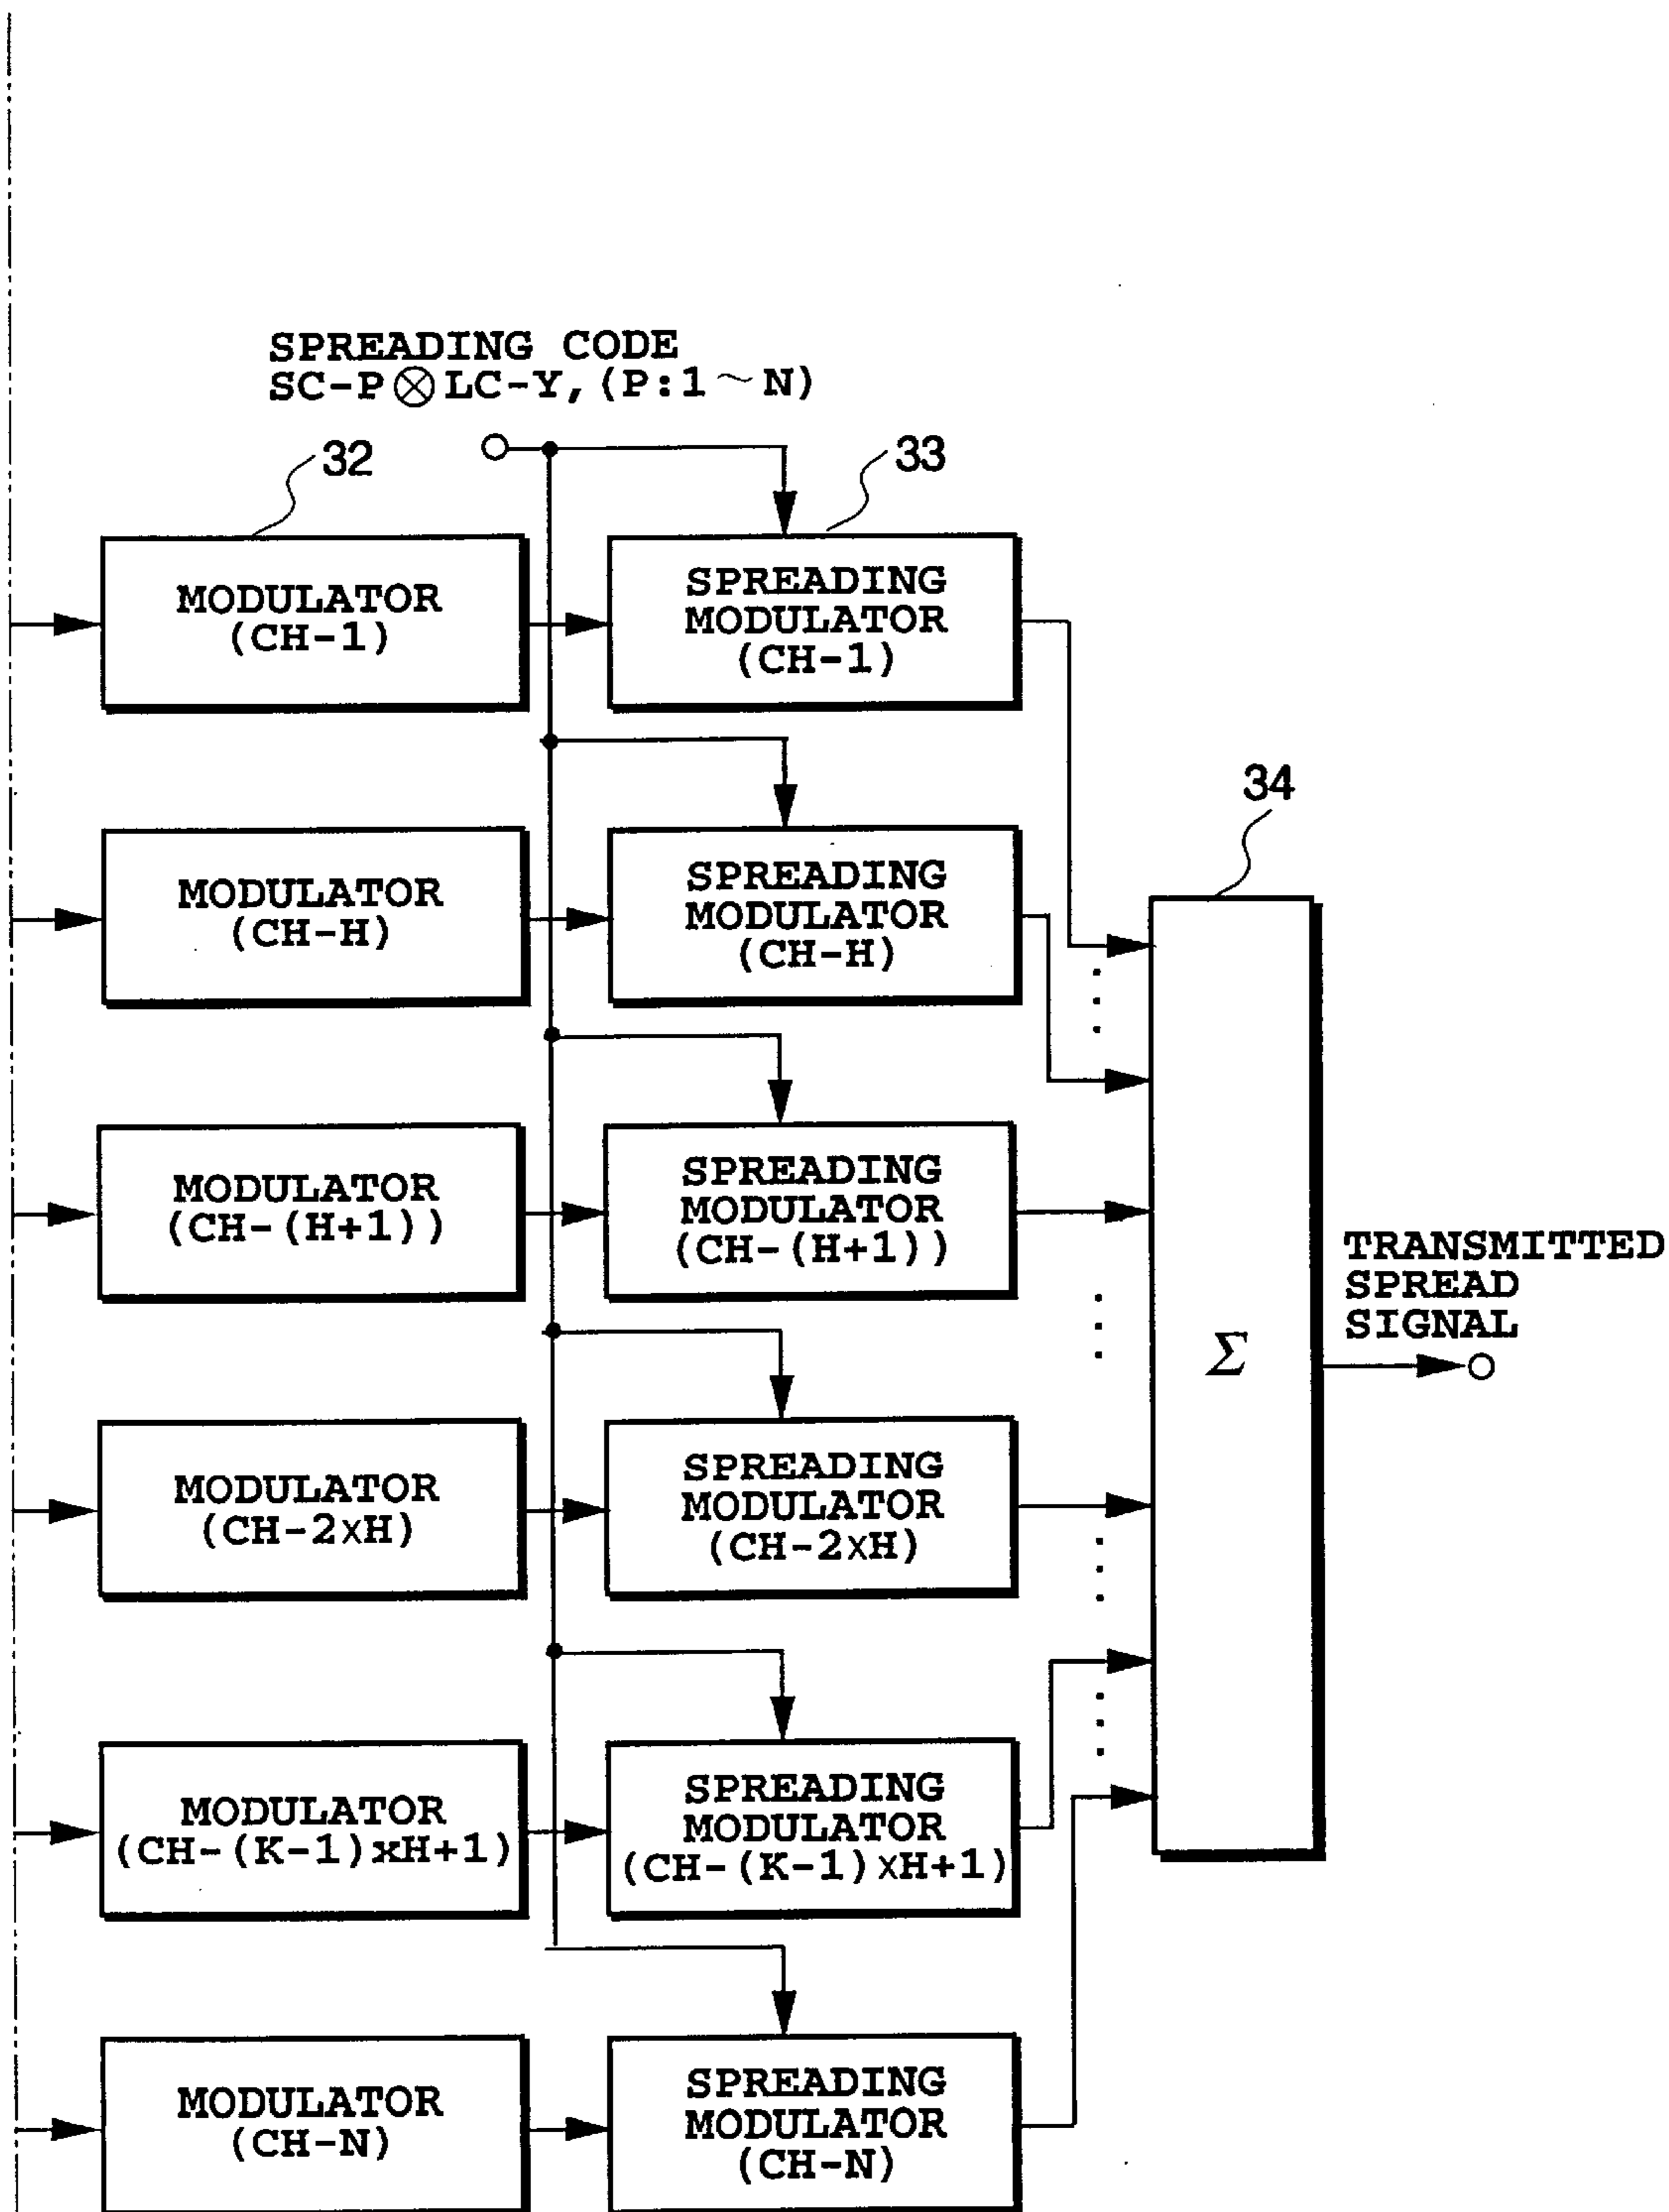 SPREADING CODE
SC-P⊗LC-Y,(P:1~N)
32
33
MODULATOR
(CH-1)
SPREADING
MODULATOR
(CH-1)
34
MODULATOR
(CH-H)
SPREADING
MODULATOR
(CH-H)
MODULATOR
(CH-(H+1))
SPREADING
MODULATOR
(CH-(H+1))
TRANSMITTED
SPREAD
SIGNAL
Σ
MODULATOR
(CH-2xH)
SPREADING
MODULATOR
(CH-2xH)
MODULATOR
(CH-(K-1)xH+1)
SPREADING
MODULATOR
(CH-(K-1)xH+1)
MODULATOR
(CH-N)
SPREADING
MODULATOR
(CH-N)